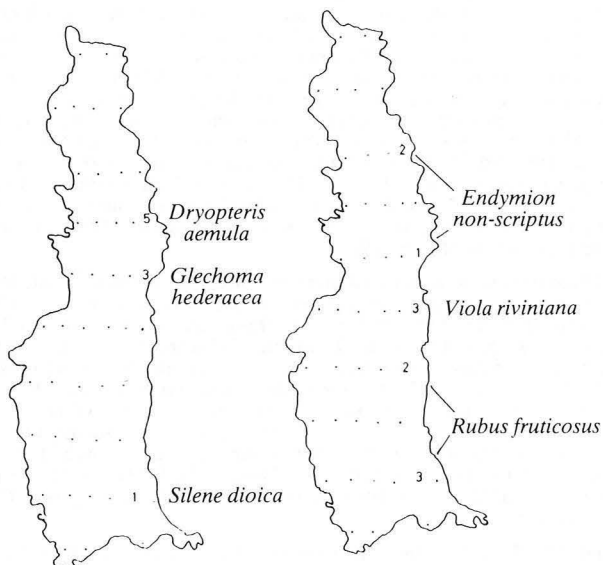 5 Dryopteris
aemula
3 Glechoma
hederacea
1 Silene dioica
2
Endymion
non-scriptus
1
3 Viola riviniana
2
Rubus fruticosus
3